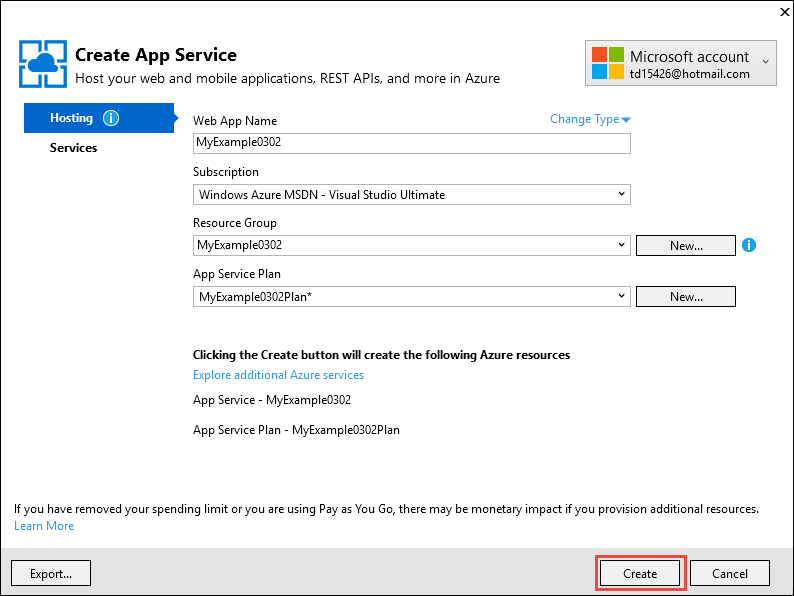 Create App Service
Host your web and mobile applications, REST APIs, and more in Azure
Microsoft account
td15426@hotmail.com
Hosting
Services
Web App Name
Change Type
MyExample0302
Subscription
Windows Azure MSDN - Visual Studio Ultimate
Resource Group
MyExample0302
New...
App Service Plan
MyExample0302Plan*
New...
Clicking the Create button will create the following Azure resources
Explore additional Azure services
App Service - MyExample0302
App Service Plan - MyExample0302Plan
If you have removed your spending limit or you are using Pay as You Go, there may be monetary impact if you provision additional resources.
Learn More
Export...
Create
Cancel